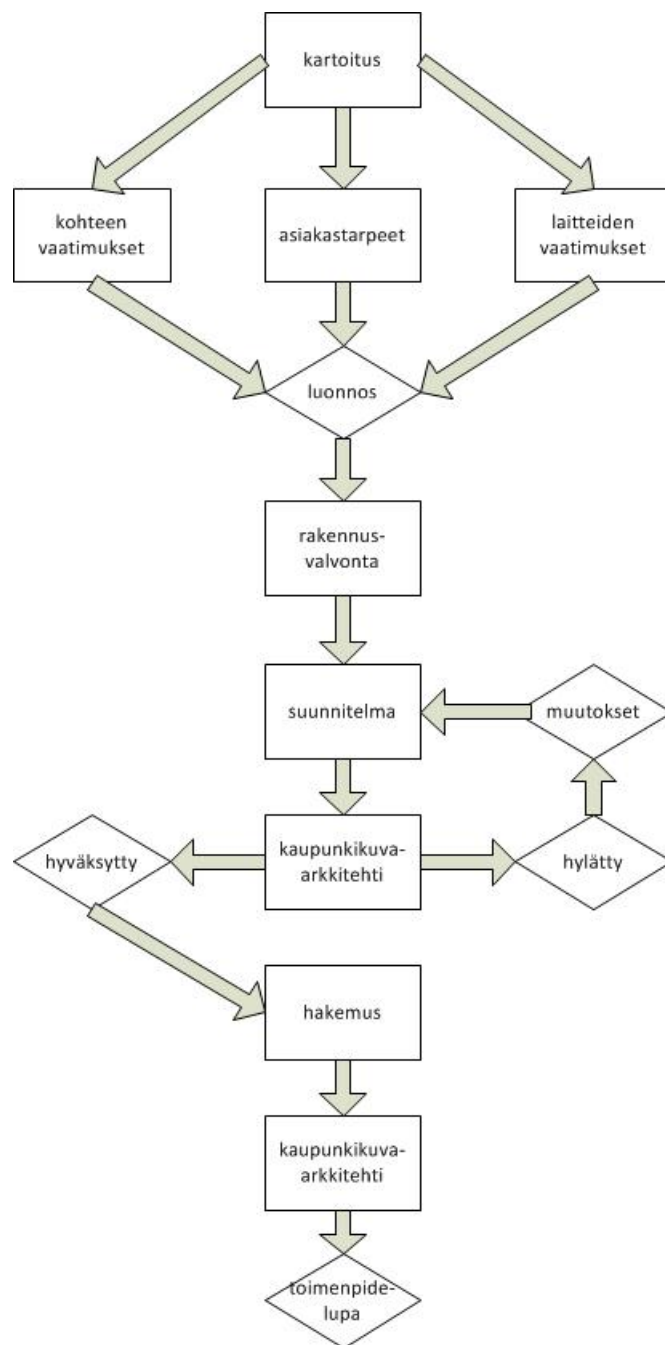 kartoitus
kohteen
vaatimukset
asiakastarpeet
laitteiden
vaatimukset
luonnos
rakennus-
valvonta
suunnitelma
muutokset
hyväksytty
kaupunkikuva-
arkkitehti
hylätty
hakemus
kaupunkikuva-
arkkitehti
toimenpide-
lupa